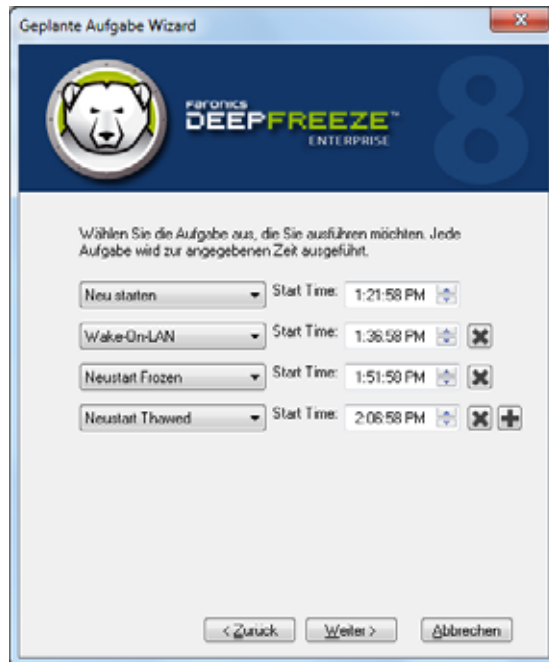 Geplante Aufgabe Wizard
FARONICS
DEEPFREEZE™
ENTERPRISE
8
Wählen Sie die Aufgabe aus, die Sie ausführen möchten. Jede
Aufgabe wird zur angegebenen Zeit ausgeführt.
Neu starten Start Time: 1:21:58 PM
Wake-On-LAN Start Time: 1:36:58 PM
Neustart Frozen Start Time: 1:51:58 PM
Neustart Thawed Start Time: 2:06:58 PM
< Zurück Weiter > Abbrechen